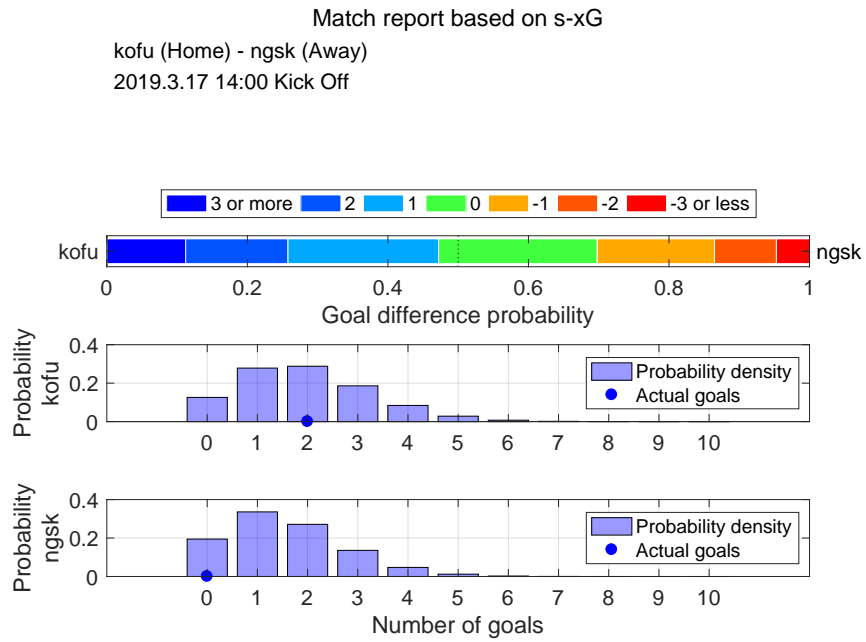 Match report based on s-xG
kofu (Home) - ngsk (Away)
2019.3.17 14:00 Kick Off
3 or more 2 1 0 -1 -2 -3 or less
kofu ngsk
0 0.2 0.4 0.6 0.8 1
Goal difference probability
Probability
kofu
0.4
0.2
0
Probability density
Actual goals
0 1 2 3 4 5 6 7 8 9 10
Probability
ngsk
0.4
0.2
0
Probability density
Actual goals
0 1 2 3 4 5 6 7 8 9 10
Number of goals